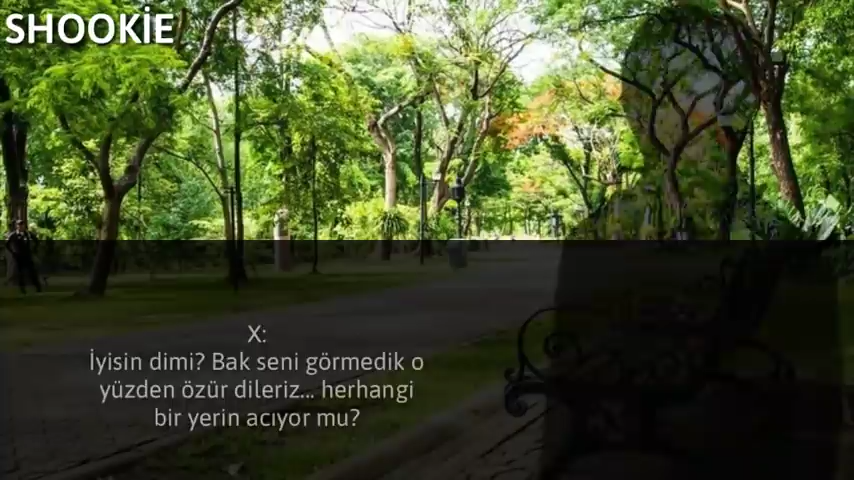 SHOOKİE
X:
İyisin dimi? Bak seni görmedik o
yüzden özür dileriz... herhangi
bir yerin acıyor mu?